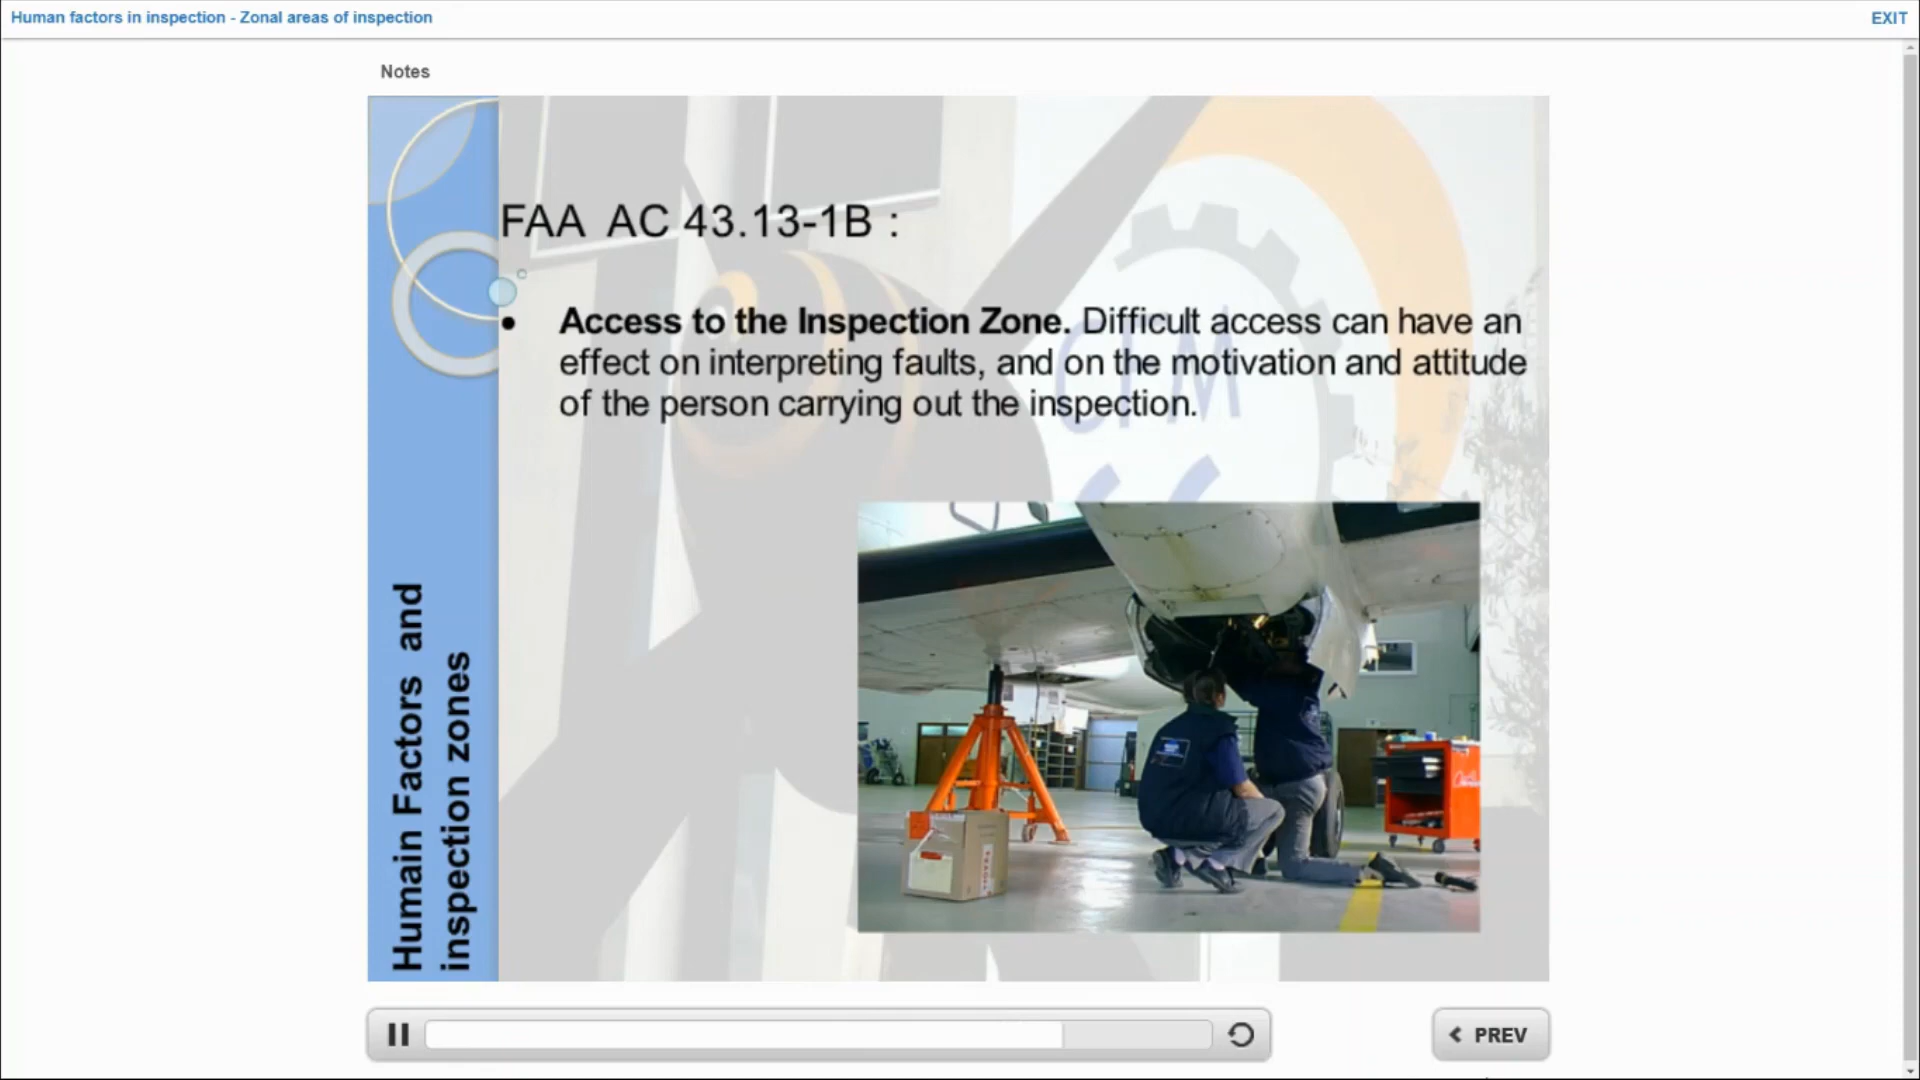 Human factors in inspection - Zonal areas of inspection
EXIT
Notes
FAA AC 43.13-1B :
• Access to the Inspection Zone. Difficult access can have an
effect on interpreting faults, and on the motivation and attitude
of the person carrying out the inspection.
Humain Factors and
inspection zones
CFM
PREV